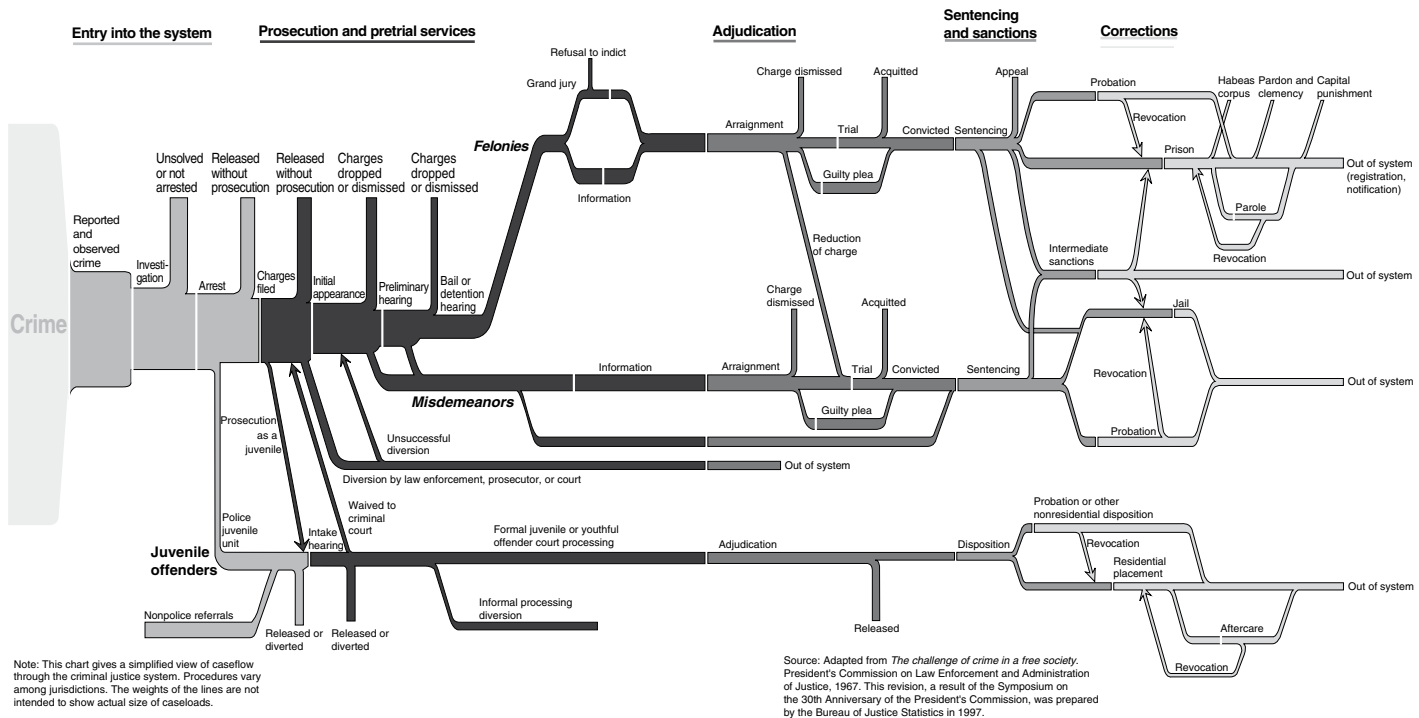 Entry into the system
Prosecution and pretrial services
Adjudication
Sentencing
and sanctions
Corrections
Crime
Reported
and
observed
crime
Investi-
gation
Unsolved
or not
arrested
Arrest
Released
without
prosecution
Charges
filed
Released
without
prosecution
Initial
appearance
Charges
dropped
or dismissed
Preliminary
hearing
Charges
dropped
or dismissed
Bail or
detention
hearing
Felonies
Grand jury
Refusal to indict
Information
Arraignment
Charge dismissed
Trial
Acquitted
Convicted
Guilty plea
Reduction
of charge
Sentencing
Appeal
Probation
Revocation
Prison
Habeas
corpus
Pardon and
clemency
Capital
punishment
Out of system
(registration,
notification)
Parole
Revocation
Intermediate
sanctions
Out of system
Misdemeanors
Information
Arraignment
Charge
dismissed
Trial
Acquitted
Convicted
Guilty plea
Sentencing
Jail
Revocation
Probation
Out of system
Unsuccessful
diversion
Out of system
Diversion by law enforcement, prosecutor, or court
Prosecution
as a
juvenile
Waived to
criminal
court
Police
juvenile
unit
Juvenile
offenders
Intake
hearing
Nonpolice referrals
Released or
diverted
Released or
diverted
Formal juvenile or youthful
offender court processing
Informal processing
diversion
Adjudication
Released
Disposition
Probation or other
nonresidential disposition
Revocation
Residential
placement
Out of system
Aftercare
Revocation
Note: This chart gives a simplified view of caseflow
through the criminal justice system. Procedures vary
among jurisdictions. The weights of the lines are not
intended to show actual size of caseloads.
Source: Adapted from The challenge of crime in a free society.
President's Commission on Law Enforcement and Administration
of Justice, 1967. This revision, a result of the Symposium on
the 30th Anniversary of the President's Commission, was prepared
by the Bureau of Justice Statistics in 1997.